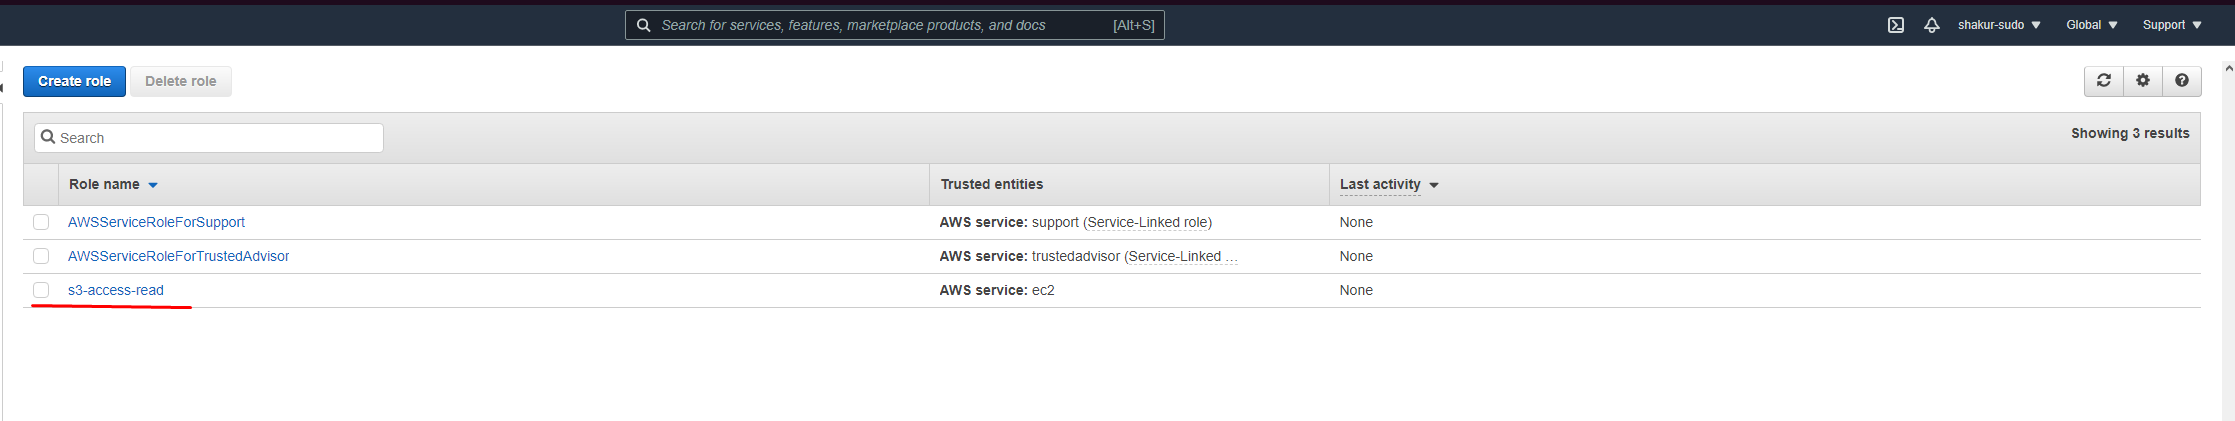 Search for services, features, marketplace products, and docs [Alt+S] shakur-sudo Global Support
Create role Delete role
Search Showing 3 results
Role name Trusted entities Last activity
AWSServiceRoleForSupport AWS service: support (Service-Linked role) None
AWSServiceRoleForTrustedAdvisor AWS service: trustedadvisor (Service-Linked ... None
s3-access-read AWS service: ec2 None